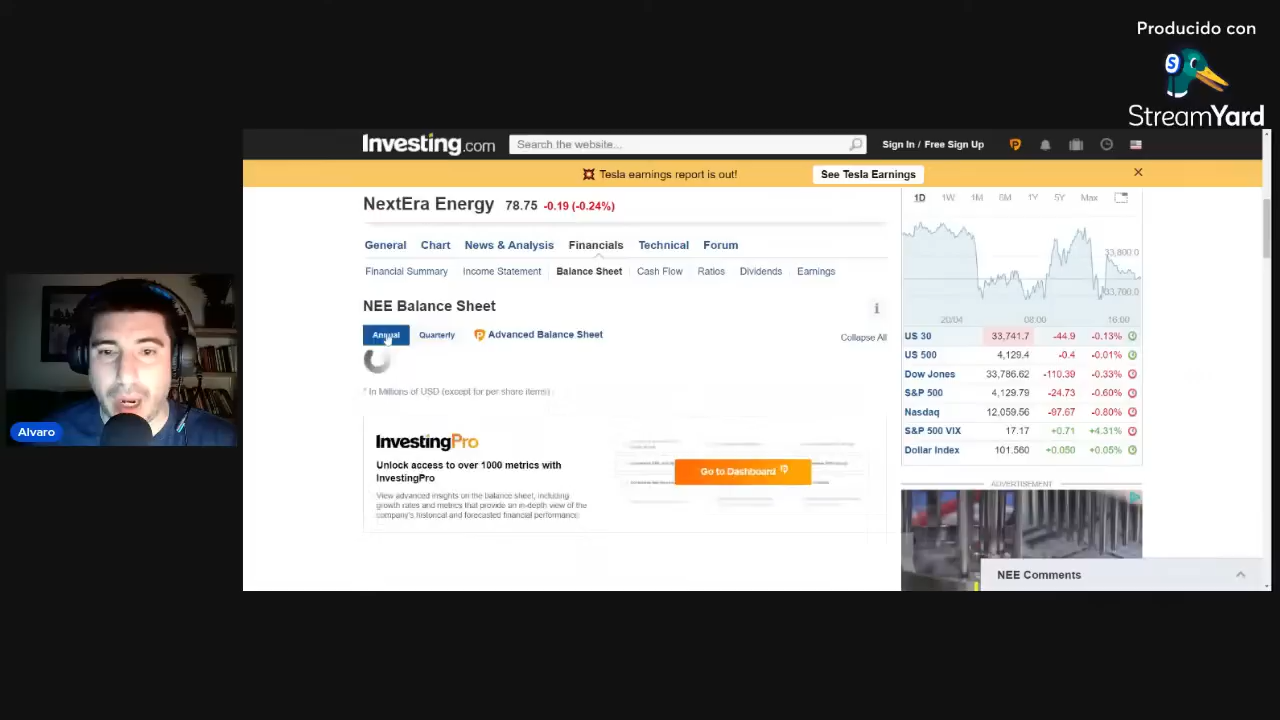 Producido con
StreamYard
Investing.com
Search the website...
Sign In / Free Sign Up
Tesla earnings report is out!
See Tesla Earnings
NextEra Energy 78.75 -0.19 (-0.24%)
General Chart News & Analysis Financials Technical Forum
Financial Summary Income Statement Balance Sheet Cash Flow Ratios Dividends Earnings
NEE Balance Sheet
Annual Quarterly Advanced Balance Sheet
Collapse All
* In Millions of USD (except for per share items)
InvestingPro
Unlock access to over 1000 metrics with
InvestingPro
View advanced insights on the balance sheet, including
growth rates and metrics that provide an in-depth view of the
company's historical and forecasted financial performance.
Go to Dashboard
1D 1W 1M 6M 1Y 5Y Max
33,800.0
33,760.0
20/04 08:00 16:00
US 30 33,741.7 -44.9 -0.13%
US 500 4,129.4 -0.4 -0.01%
Dow Jones 33,786.62 -110.39 -0.33%
S&P 500 4,129.79 -24.73 -0.60%
Nasdaq 12,059.56 -97.67 -0.80%
S&P 500 VIX 17.17 +0.71 +4.31%
Dollar Index 101.560 +0.050 +0.05%
ADVERTISEMENT
NEE Comments
Alvaro